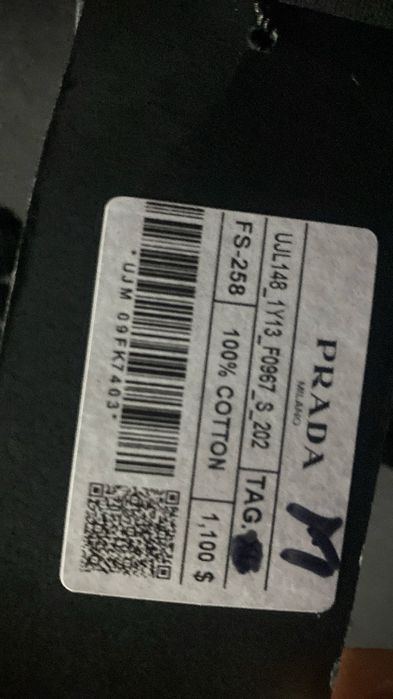 PRADA
MILANO
M
UJL148_1Y13_F0967_S_202 TAG.
FS-258 100% COTTON 1,100 $
*UJM 09FK7403*